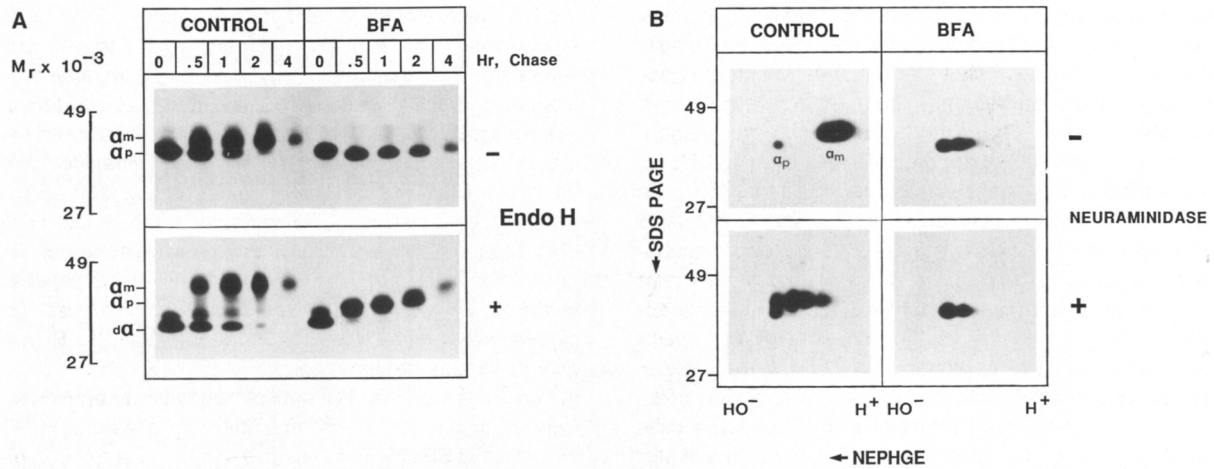 A
CONTROL BFA
Mr × 10⁻³ 0 .5 1 2 4 0 .5 1 2 4 Hr, Chase
49
αm
αp
27
−
Endo H
49
αm
αp
dα
27
+
B
CONTROL BFA
49
αp αm
27
−
NEURAMINIDASE
49
27
+
SDS PAGE
HO⁻ H⁺ HO⁻ H⁺
NEPHGE